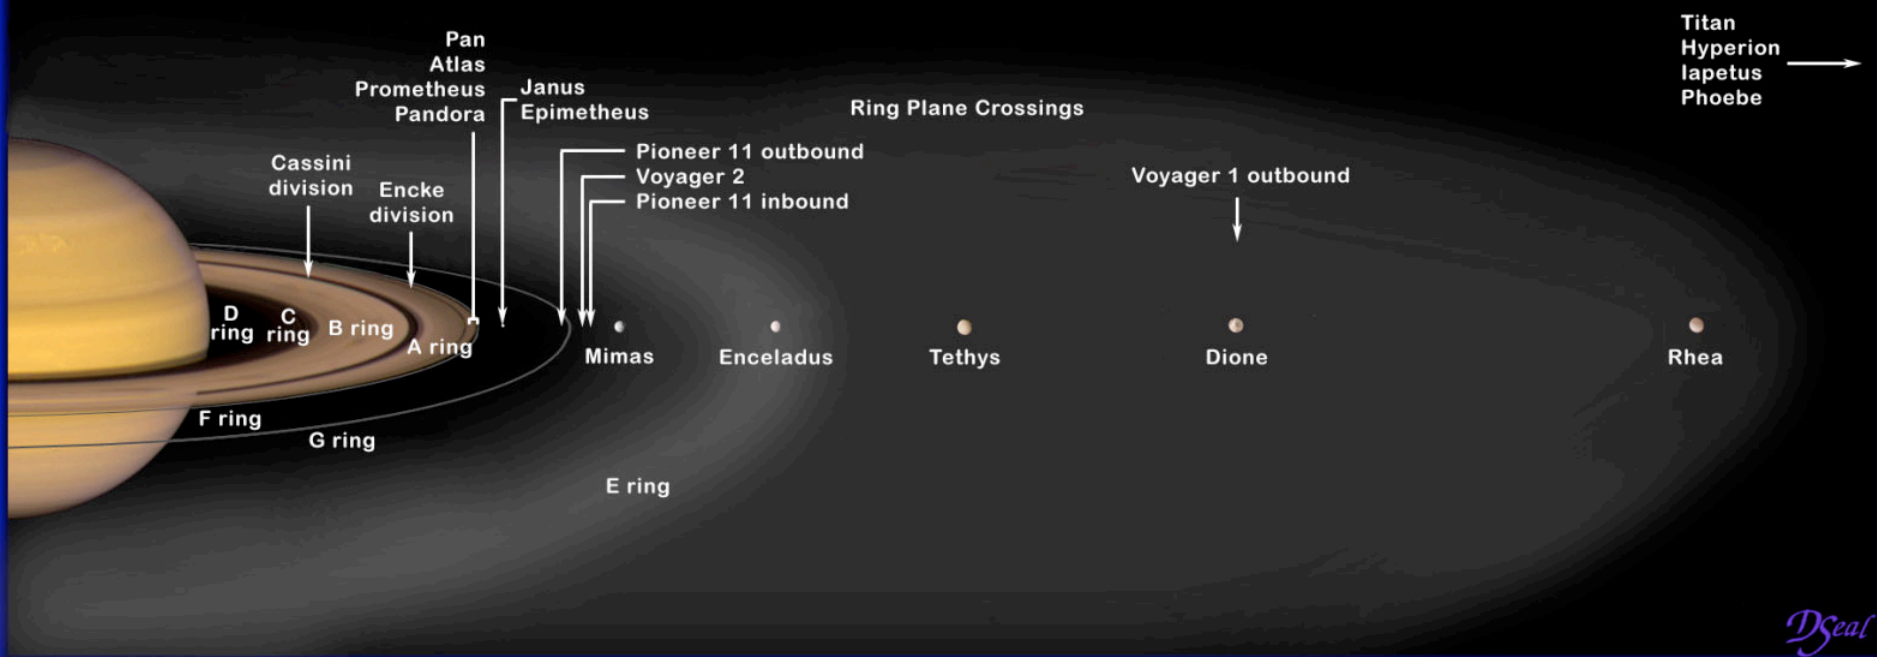 Pan
Atlas
Prometheus
Pandora
Janus
Epimetheus
Ring Plane Crossings
Titan
Hyperion
Iapetus
Phoebe
Cassini
division
Encke
division
Pioneer 11 outbound
Voyager 2
Pioneer 11 inbound
Voyager 1 outbound
D
ring
C
ring
B ring
A ring
Mimas
Enceladus
Tethys
Dione
Rhea
F ring
G ring
E ring
DSeal